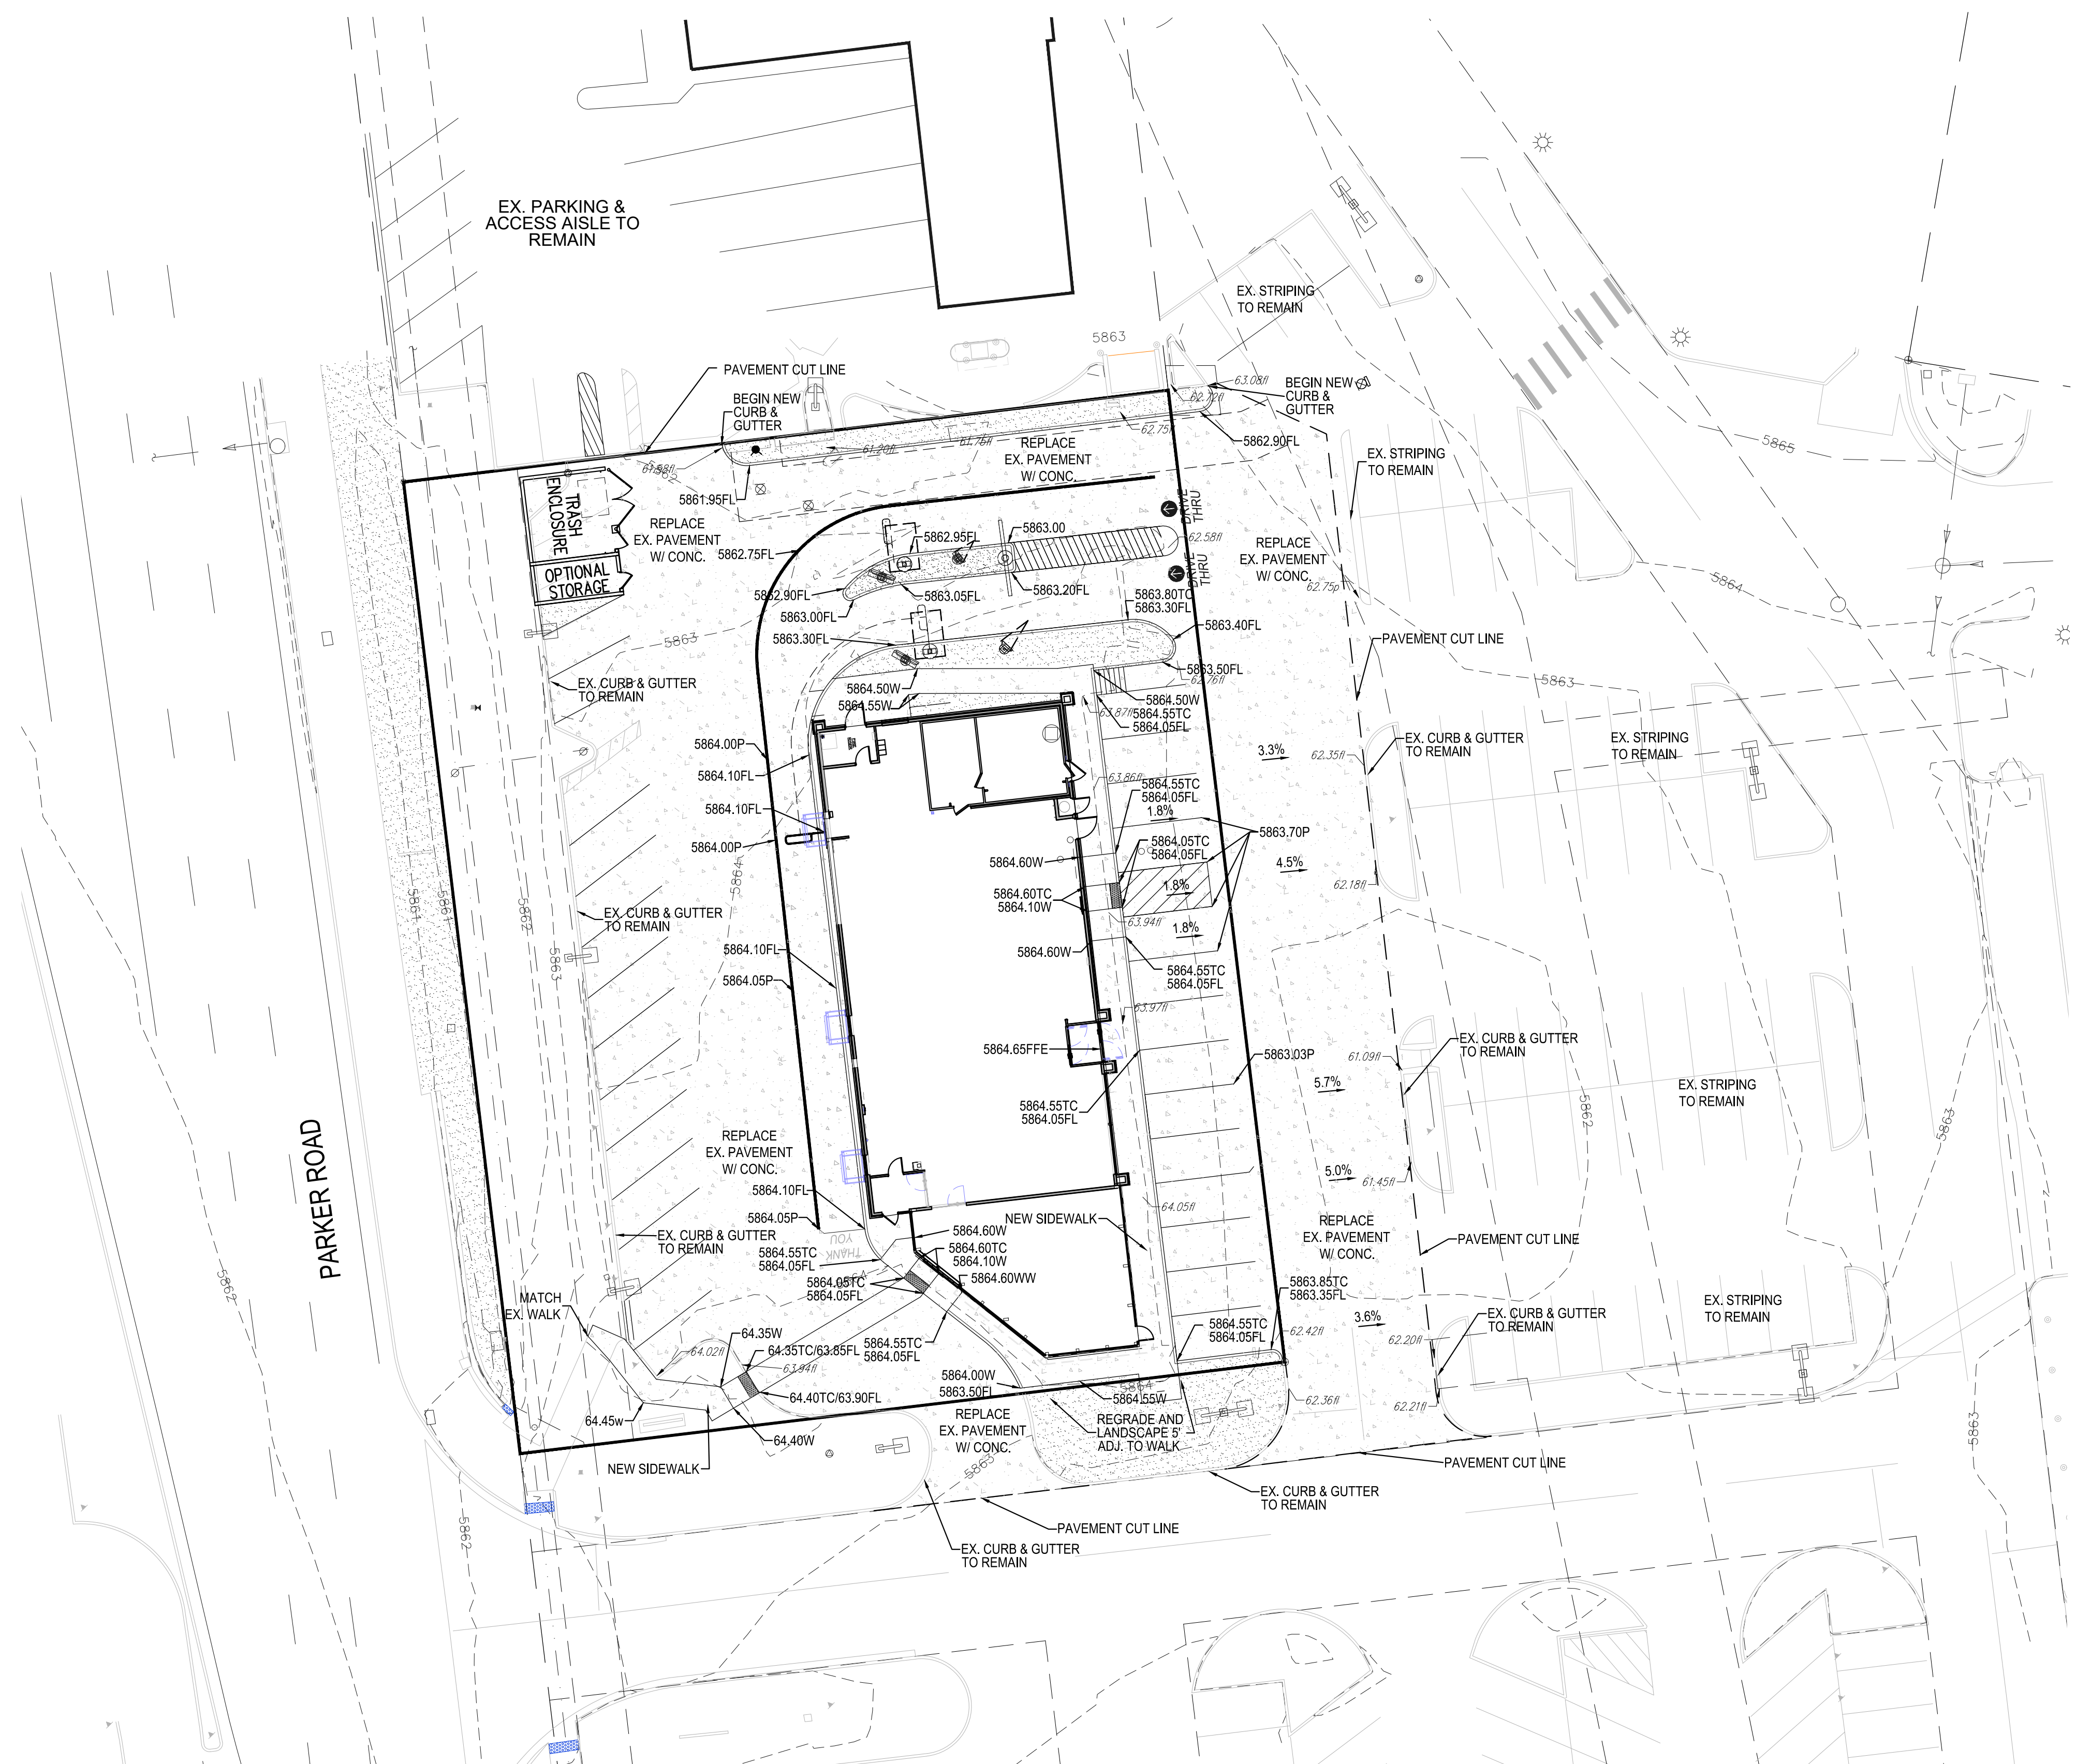 EX. PARKING &
ACCESS AISLE TO
REMAIN
EX. STRIPING
TO REMAIN
5863
PAVEMENT CUT LINE
BEGIN NEW
CURB &
GUTTER
63.08fl
62.72fl
BEGIN NEW
CURB &
GUTTER
5865
61.98fl
5862
61.20fl
61.76fl
62.75fl
5862.90FL
REPLACE
EX. PAVEMENT
W/ CONC.
EX. STRIPING
TO REMAIN
5861.95FL
TRASH
ENCLOSURE
OPTIONAL
STORAGE
REPLACE
EX. PAVEMENT
W/ CONC.
5862.75FL
5862.95FL
5863.00
DRIVE
THRU
62.58fl
DRIVE
THRU
REPLACE
EX. PAVEMENT
W/ CONC.
62.75p
5864
5862.90FL
5863.00FL
5863.05FL
5863.20FL
5863.80TC
5863.30FL
5863.30FL
5863.40FL
5863
PAVEMENT CUT LINE
EX. CURB & GUTTER
TO REMAIN
5863.50FL
62.76fl
5863
5864.50W
5864.55W
5864.50W
5864.55TC
5864.05FL
63.87fl
5864.00P
5864.10FL
3.3%
62.35fl
EX. CURB & GUTTER
TO REMAIN
EX. STRIPING
TO REMAIN
63.86fl
5864.55TC
5864.05FL
1.8%
5864.10FL
5863.70P
5864.00P
5864.05TC
5864.05FL
5864.60W
4.5%
62.18fl
5864
1.8%
5864.60TC
5864.10W
63.94fl
1.8%
5861
5861
5862
5863
EX. CURB & GUTTER
TO REMAIN
5864.10FL
5864.05P
5864.60W
5864.55TC
5864.05FL
63.97fl
5864.65FFE
5863.03P
61.09fl
EX. CURB & GUTTER
TO REMAIN
5.7%
5864.55TC
5864.05FL
EX. STRIPING
TO REMAIN
5862
5863
PARKER ROAD
REPLACE
EX. PAVEMENT
W/ CONC.
5864.10FL
5864.05P
5.0%
61.45fl
64.05fl
NEW SIDEWALK
REPLACE
EX. PAVEMENT
W/ CONC.
PAVEMENT CUT LINE
EX. CURB & GUTTER
TO REMAIN
THANK
YOU
5864.60W
5864.55TC
5864.05FL
5864.60TC
5864.10W
5864.60WW
5864.05TC
5864.05FL
5862
5863.85TC
5863.35FL
MATCH
EX. WALK
64.35W
64.35TC/63.85FL
64.02fl
63.94fl
5864.55TC
5864.05FL
5864.55TC
5864.05FL
62.42fl
3.6%
62.20fl
EX. CURB & GUTTER
TO REMAIN
EX. STRIPING
TO REMAIN
5864.00W
5863.50FL
64.40TC/63.90FL
5864
5864.55W
62.36fl
62.21fl
64.45w
64.40W
REPLACE
EX. PAVEMENT
W/ CONC.
REGRADE AND
LANDSCAPE 5'
ADJ. TO WALK
5863
5863
NEW SIDEWALK
PAVEMENT CUT LINE
EX. CURB & GUTTER
TO REMAIN
5862
PAVEMENT CUT LINE
EX. CURB & GUTTER
TO REMAIN